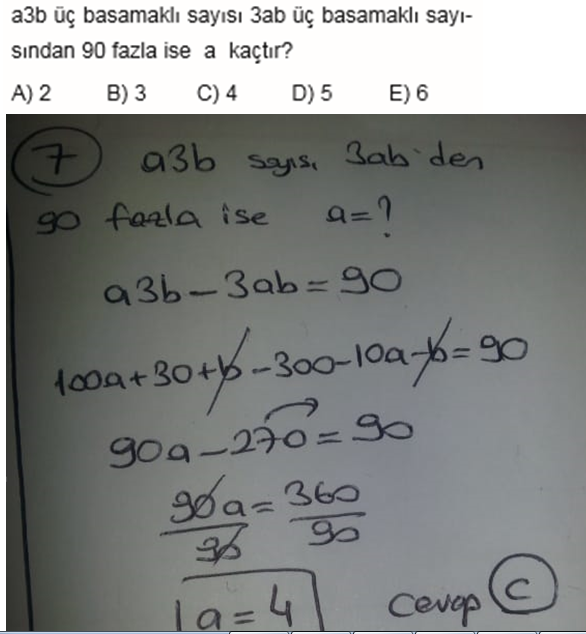 a3b üç basamaklı sayısı 3ab üç basamaklı sayı-
sından 90 fazla ise a kaçtır?
A) 2 B) 3 C) 4 D) 5 E) 6
7 a3b sayısı 3ab'den
90 fazla ise a=?
a3b-3ab=90
100a+30+b-300-10a-b=90
90a-270=90
90a/90=360/90
a=4 Cevap C